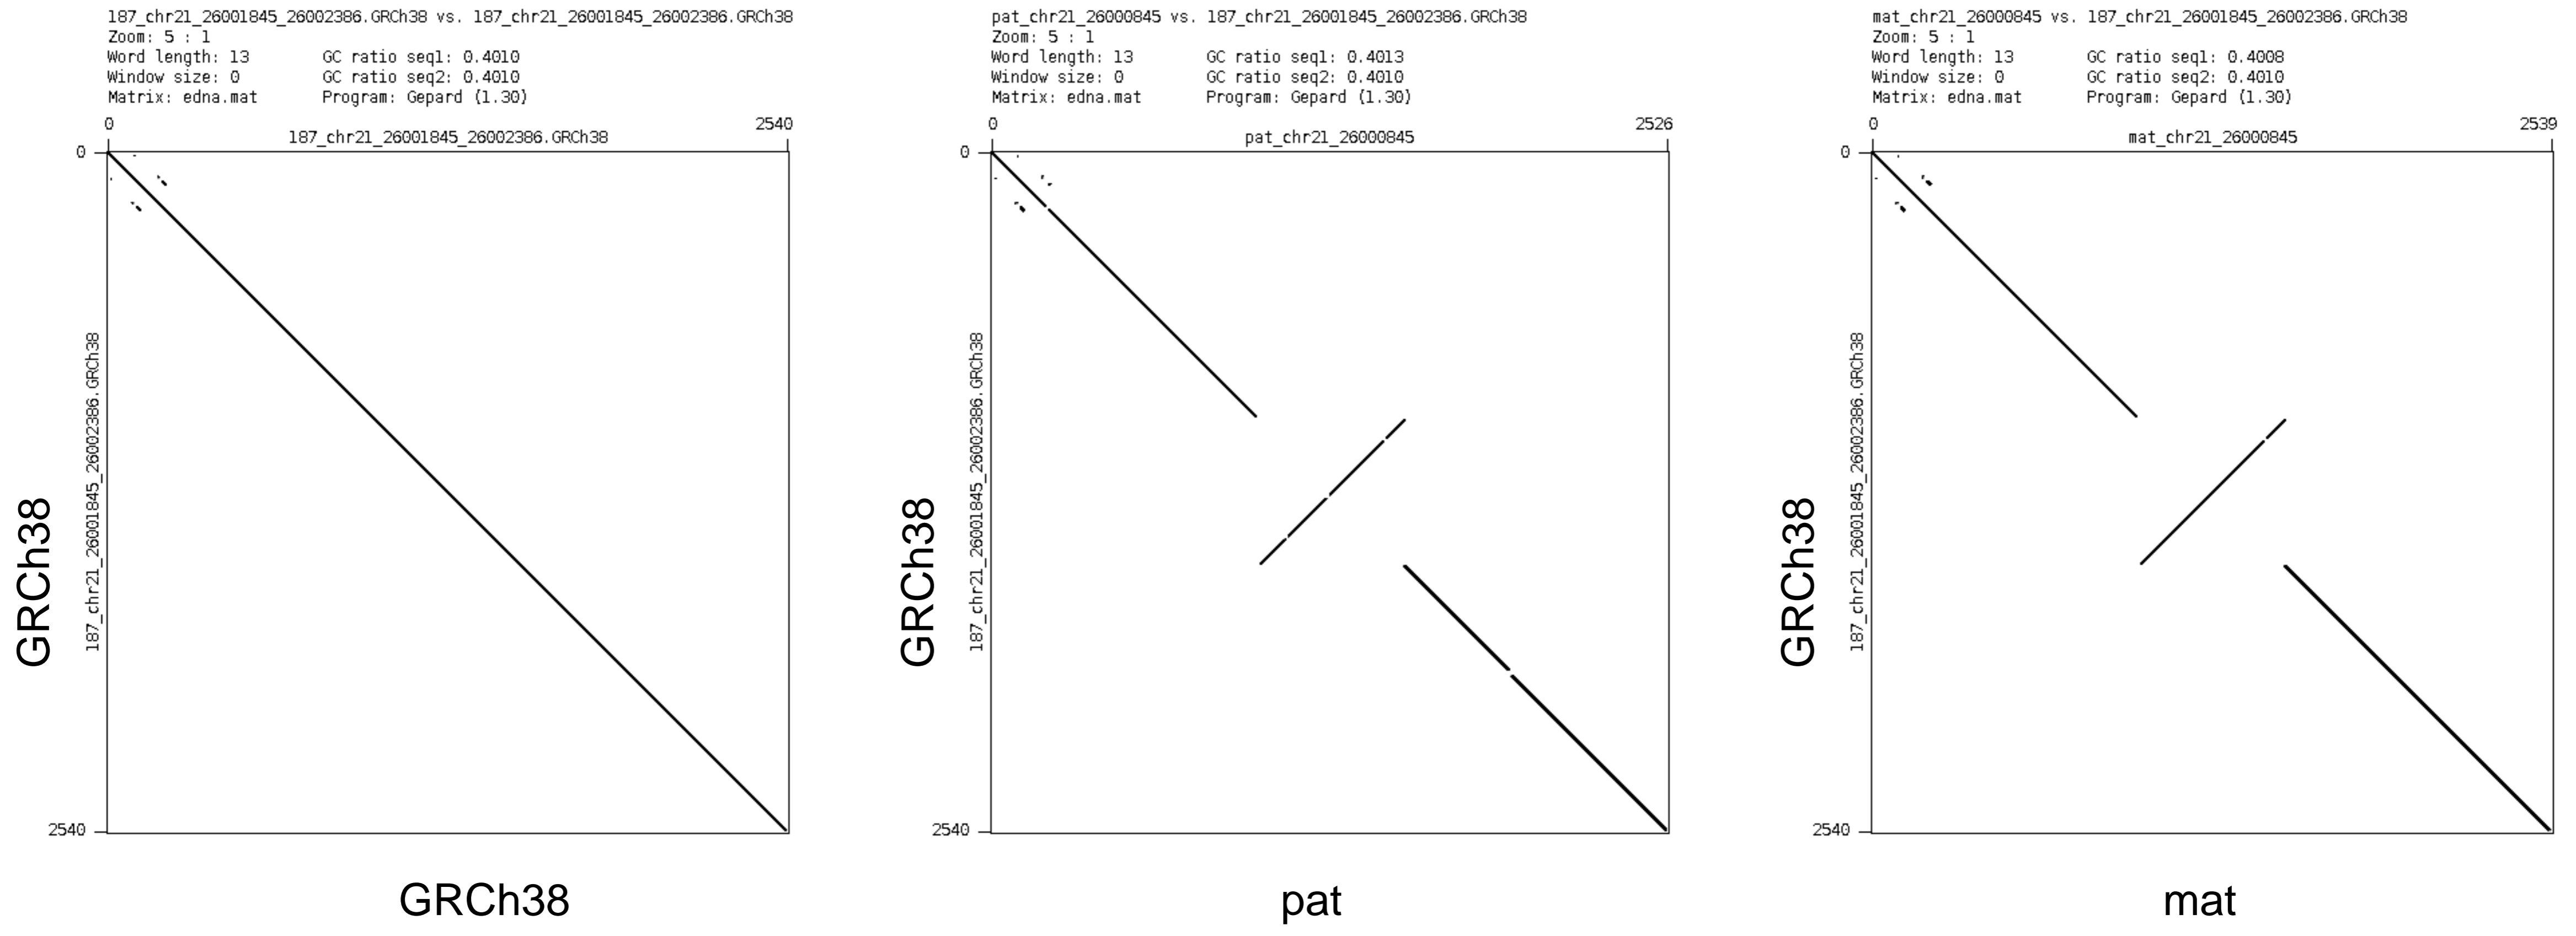 187_chr21_26001845_26002386.GRCh38 vs. 187_chr21_26001845_26002386.GRCh38
Zoom: 5 : 1
Word length: 13 GC ratio seq1: 0.4010
Window size: 0 GC ratio seq2: 0.4010
Matrix: edna.mat Program: Gepard (1.30)
0 2540
187_chr21_26001845_26002386.GRCh38
0
187_chr21_26001845_26002386.GRCh38
GRCh38
2540
GRCh38
pat_chr21_26000845 vs. 187_chr21_26001845_26002386.GRCh38
Zoom: 5 : 1
Word length: 13 GC ratio seq1: 0.4013
Window size: 0 GC ratio seq2: 0.4010
Matrix: edna.mat Program: Gepard (1.30)
0 2526
pat_chr21_26000845
0
187_chr21_26001845_26002386.GRCh38
GRCh38
2540
pat
mat_chr21_26000845 vs. 187_chr21_26001845_26002386.GRCh38
Zoom: 5 : 1
Word length: 13 GC ratio seq1: 0.4008
Window size: 0 GC ratio seq2: 0.4010
Matrix: edna.mat Program: Gepard (1.30)
0 2539
mat_chr21_26000845
0
187_chr21_26001845_26002386.GRCh38
GRCh38
2540
mat